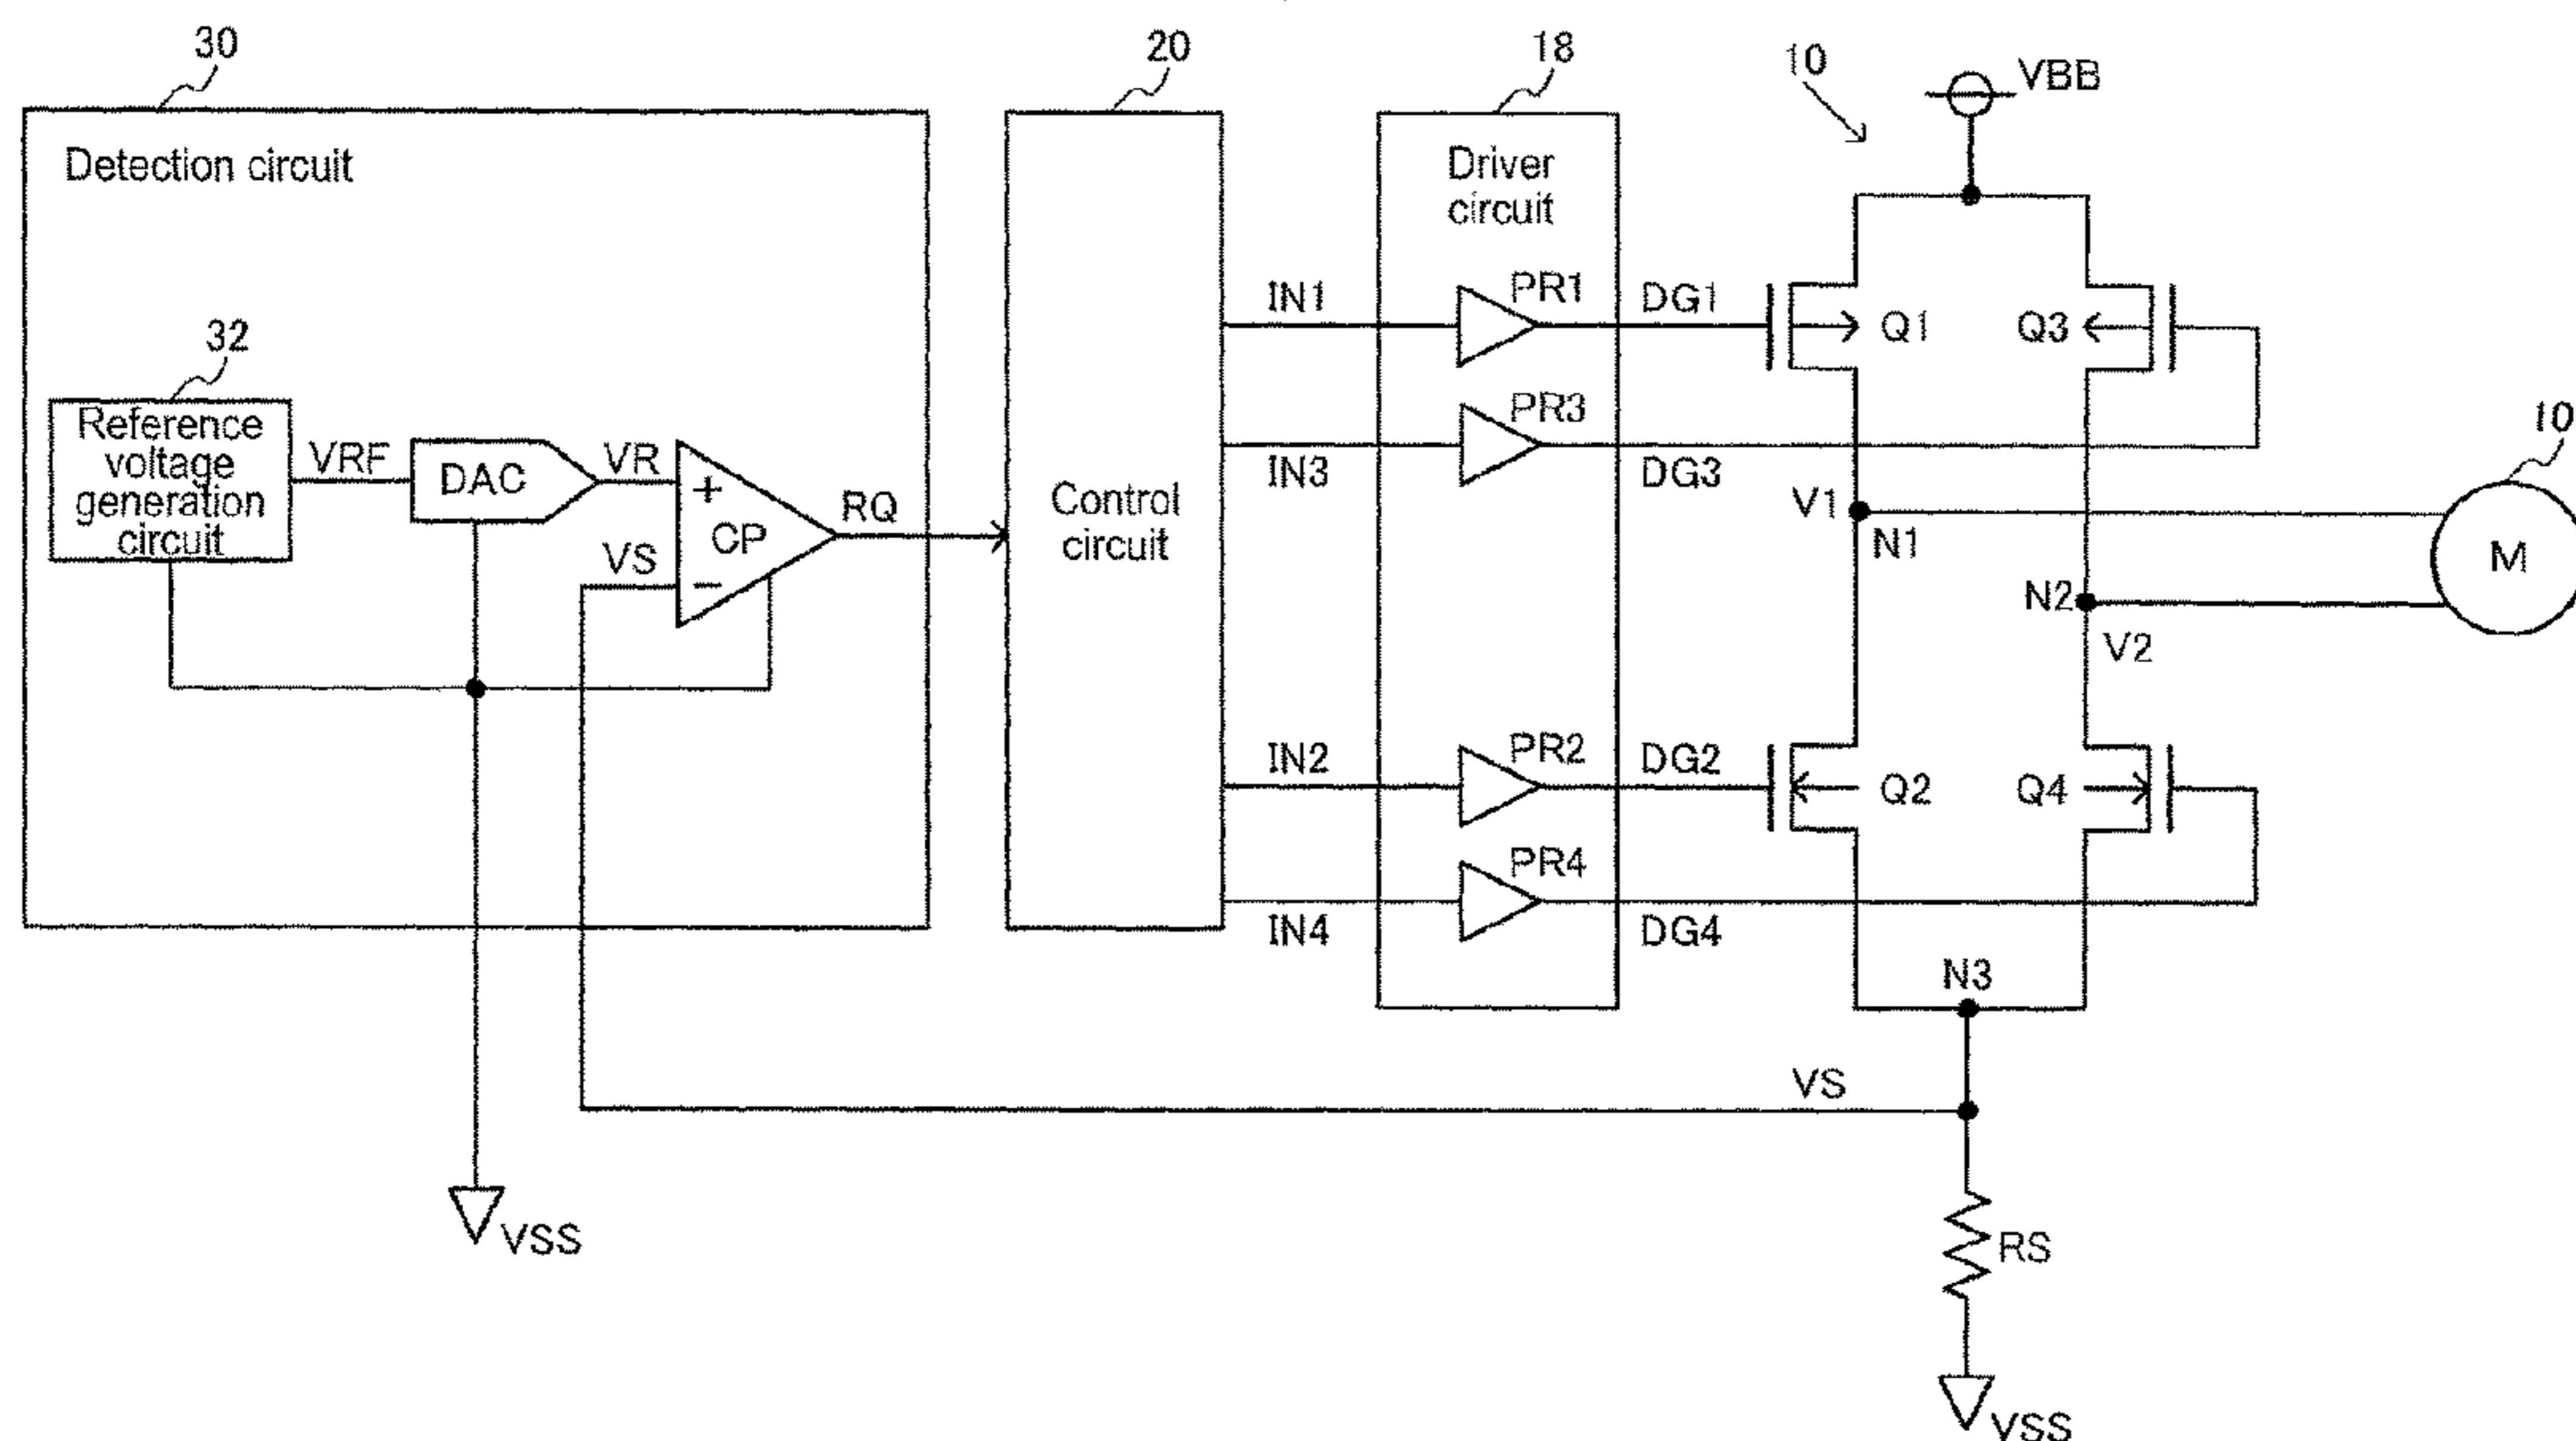 30
20
18
10
VBB
Detection circuit
Driver
circuit
IN1
PR1
DG1
Q1
Q3
32
Reference
voltage
generation
circuit
VRF
DAC
VR
+
CP
-
VS
RQ
Control
circuit
IN3
PR3
DG3
V1
N1
10
M
N2
V2
IN2
PR2
DG2
Q2
Q4
PR4
IN4
DG4
N3
VS
VSS
RS
VSS